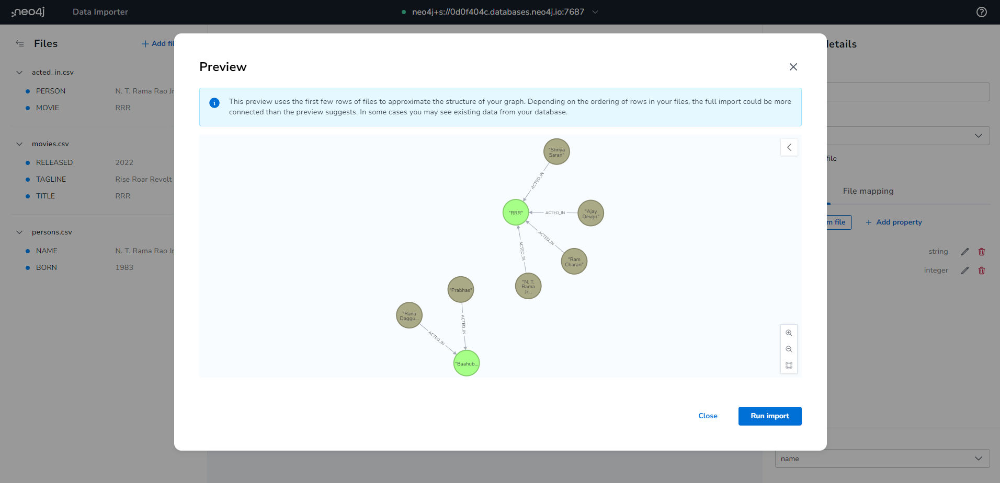 neo4j
Data Importer
neo4j+s://0d0f404c.databases.neo4j.io:7687
Files
Add fil
acted_in.csv
PERSON N. T. Rama Rao Jr
MOVIE RRR
movies.csv
RELEASED 2022
TAGLINE Rise Roar Revolt
TITLE RRR
persons.csv
NAME N. T. Rama Rao Jr
BORN 1983
Preview
This preview uses the first few rows of files to approximate the structure of your graph. Depending on the ordering of rows in your files, the full import could be more
connected than the preview suggests. In some cases you may see existing data from your database.
"Shriya
Saran"
ACTED_IN
"RRR"
ACTED_IN
"Ajay
Devgn"
ACTED_IN
"Ram
Charan"
ACTED_IN
"N. T.
Rama
Jr...
"Prabhas"
"Rana
Daggu...
ACTED_IN
ACTED_IN
"Baahub...
Close
Run import
details
file
File mapping
m file
Add property
string
integer
name